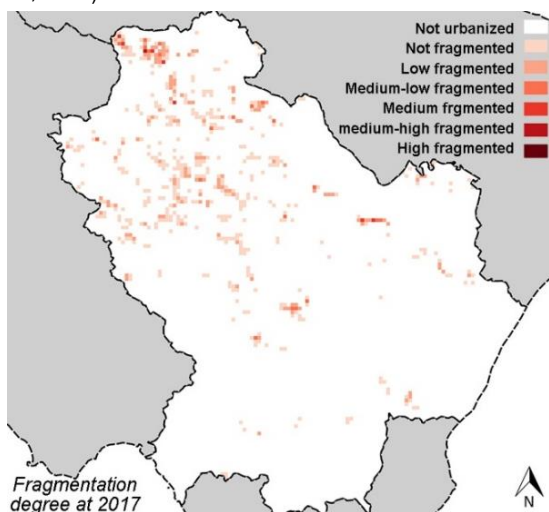 Not urbanized
Not fragmented
Low fragmented
Medium-low fragmented
Medium frgmented
medium-high fragmented
High fragmented
Fragmentation
degree at 2017
N